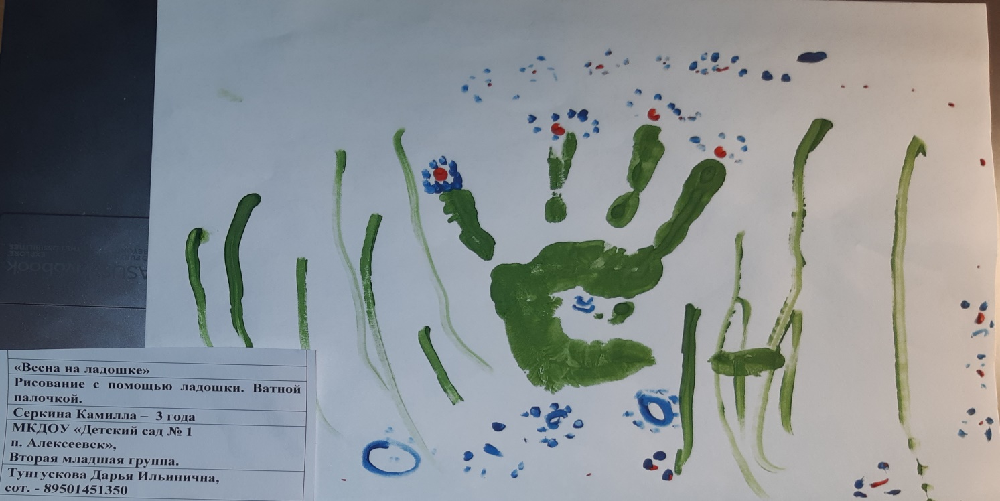 «Весна на ладошке»
Рисование с помощью ладошки. Ватной
палочкой.
Серкина Камилла – 3 года
МКДОУ «Детский сад № 1
п. Алексеевск»,
Вторая младшая группа.
Тунгускова Дарья Ильинична,
сот. - 89501451350